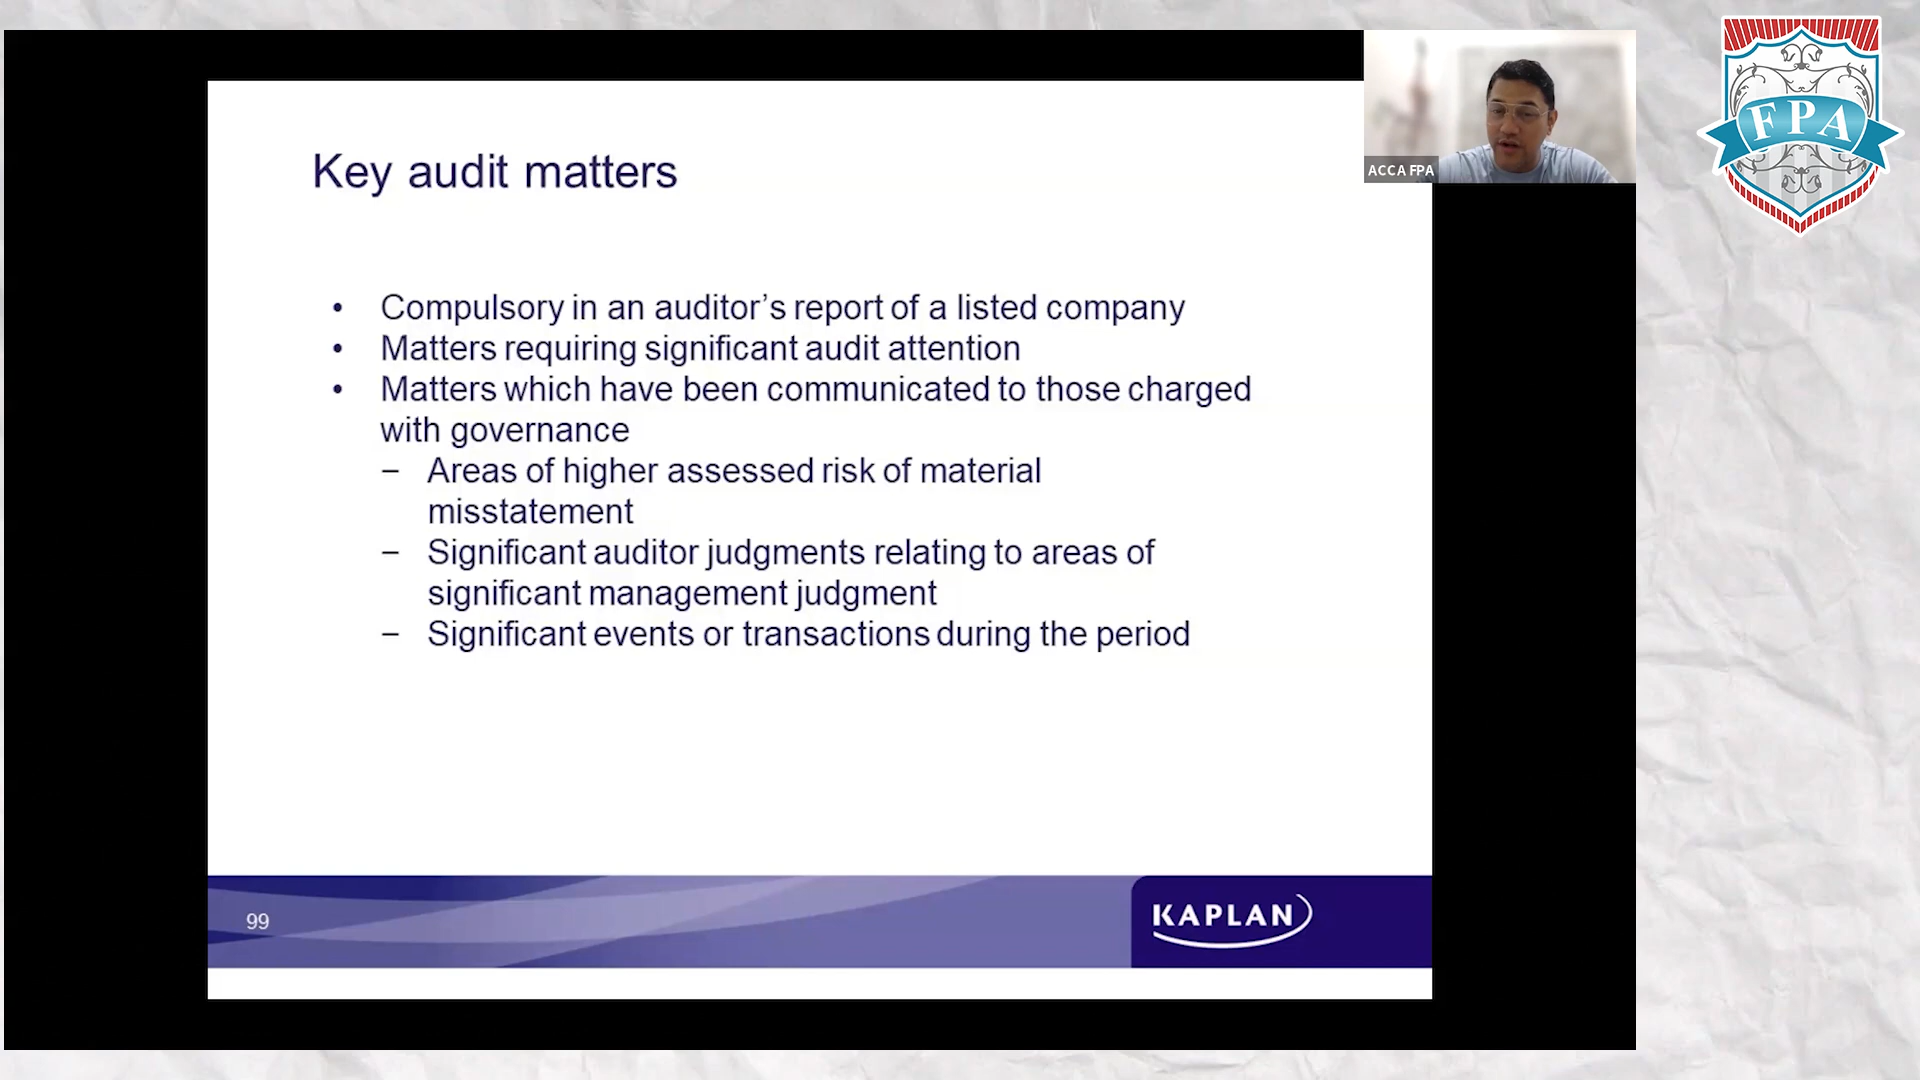 Key audit matters
• Compulsory in an auditor’s report of a listed company
• Matters requiring significant audit attention
• Matters which have been communicated to those charged
with governance
– Areas of higher assessed risk of material
misstatement
– Significant auditor judgments relating to areas of
significant management judgment
– Significant events or transactions during the period
99
KAPLAN
ACCA FPA
FPA